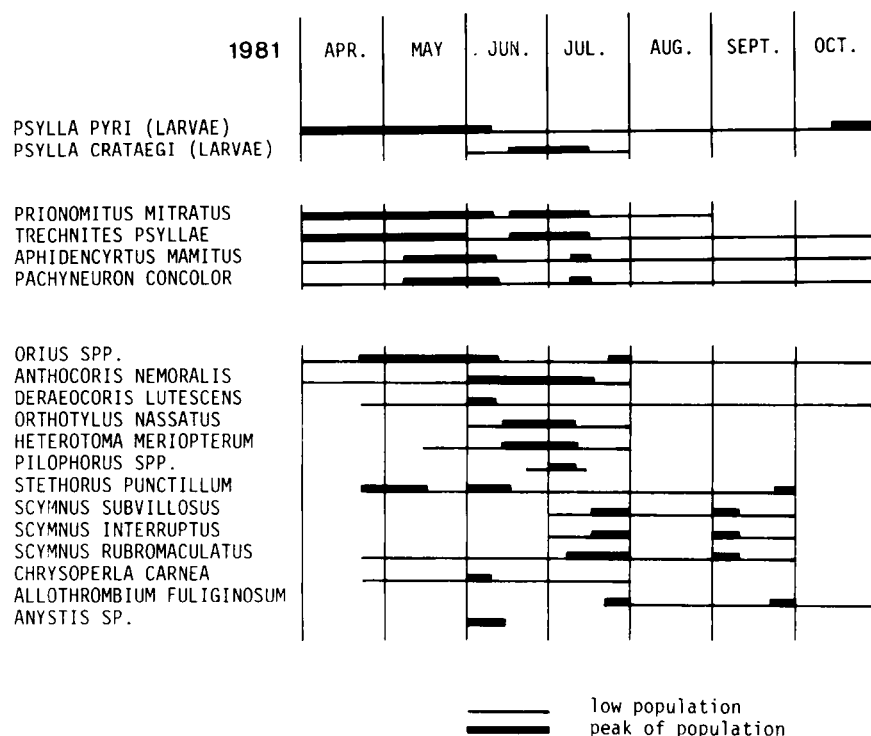 1981 APR. MAY JUN. JUL. AUG. SEPT. OCT.
PSYLLA PYRI (LARVAE)
PSYLLA CRATAEGI (LARVAE)
PRIONOMITUS MITRATUS
TRECHNITES PSYLLAE
APHIDENCYRTUS MAMITUS
PACHYNEURON CONCOLOR
ORIUS SPP.
ANTHOCORIS NEMORALIS
DERAEOCORIS LUTESCENS
ORTHOTYLUS NASSATUS
HETEROTOMA MERIOPTERUM
PILOPHORUS SPP.
STETHORUS PUNCTILLUM
SCYMNUS SUBVILLOSUS
SCYMNUS INTERRUPTUS
SCYMNUS RUBROMACULATUS
CHRYSOPERLA CARNEA
ALLOTHROMBIUM FULIGINOSUM
ANYSTIS SP.
low population
peak of population